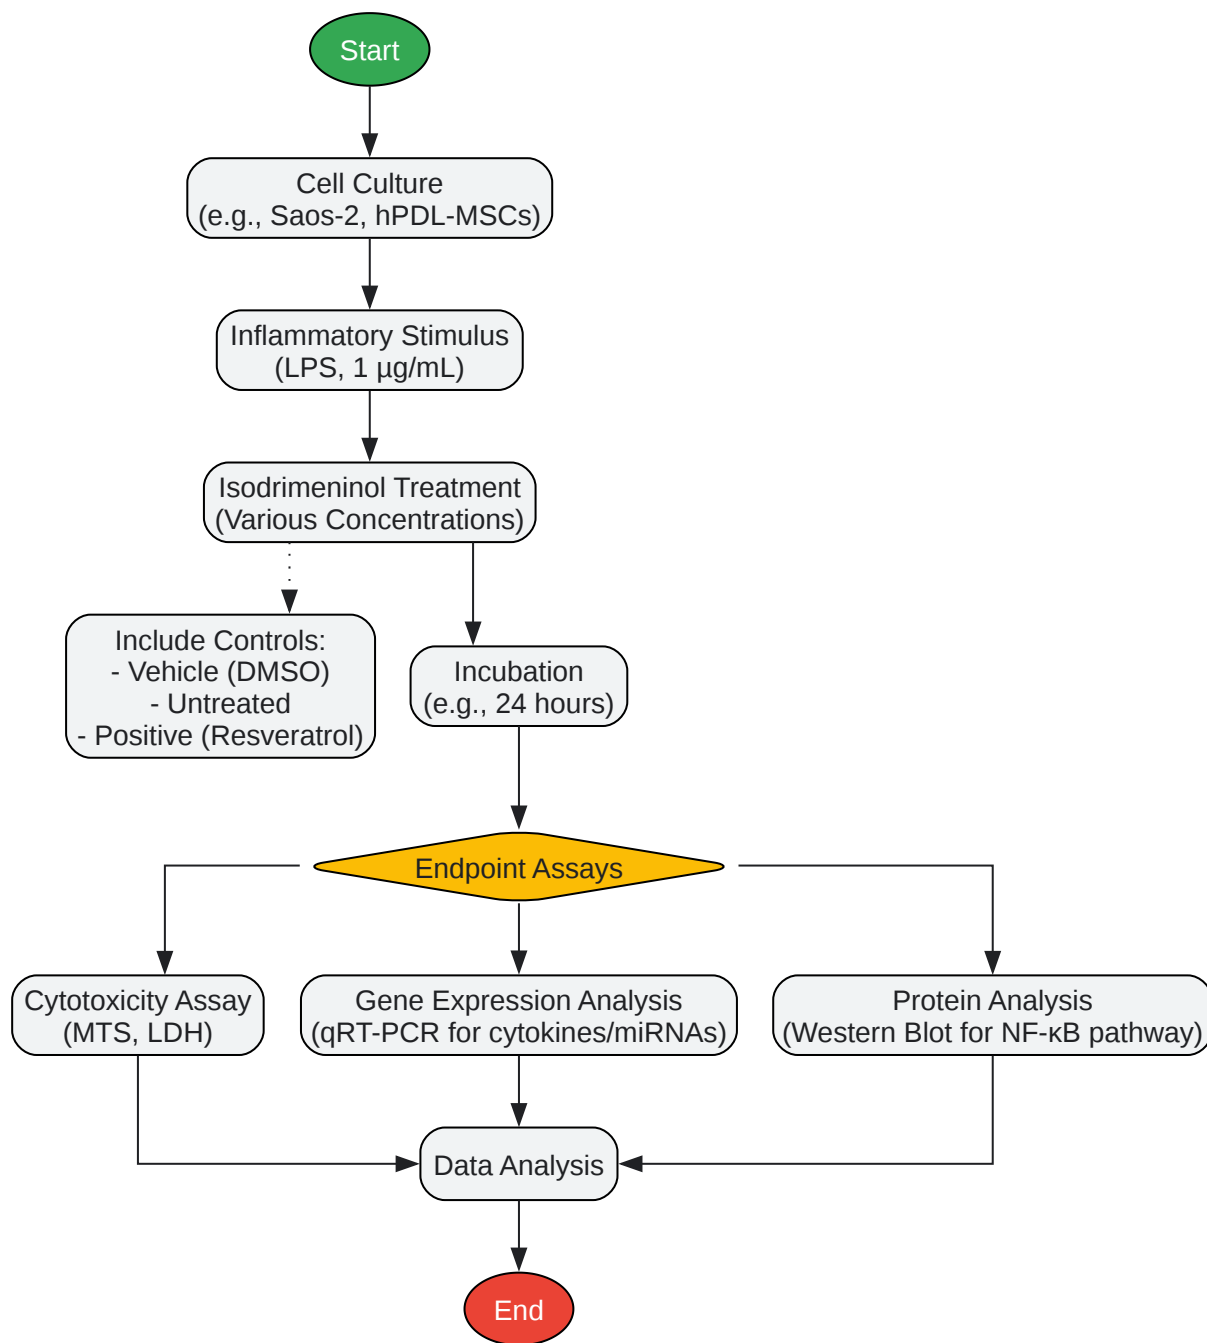 Start
Cell Culture
(e.g., Saos-2, hPDL-MSCs)
Inflammatory Stimulus
(LPS, 1 µg/mL)
Isodrimeninol Treatment
(Various Concentrations)
Include Controls:
- Vehicle (DMSO)
- Untreated
- Positive (Resveratrol)
Incubation
(e.g., 24 hours)
Endpoint Assays
Cytotoxicity Assay
(MTS, LDH)
Gene Expression Analysis
(qRT-PCR for cytokines/miRNAs)
Protein Analysis
(Western Blot for NF-κB pathway)
Data Analysis
End